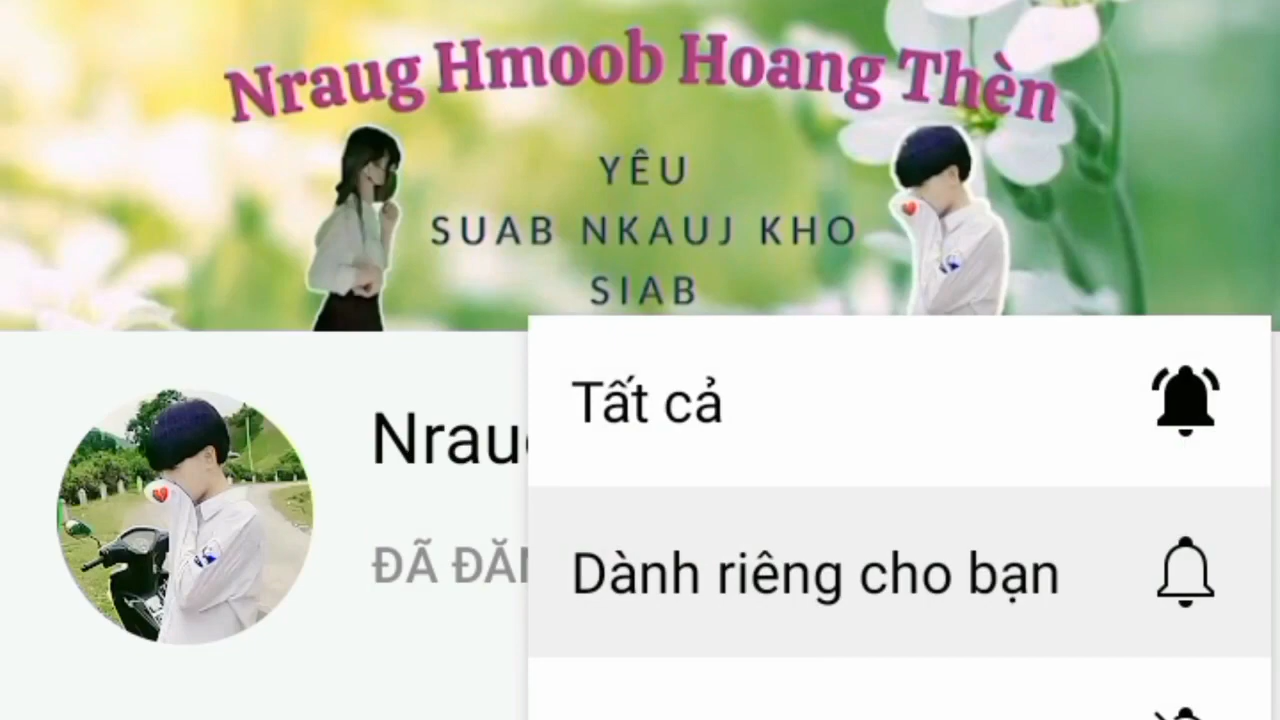 Nraug Hmoob Hoang Thèn
YÊU
SUAB NKAUJ KHO
SIAB
Nrau
Tất cả
ĐÃ ĐĂ
Dành riêng cho bạn